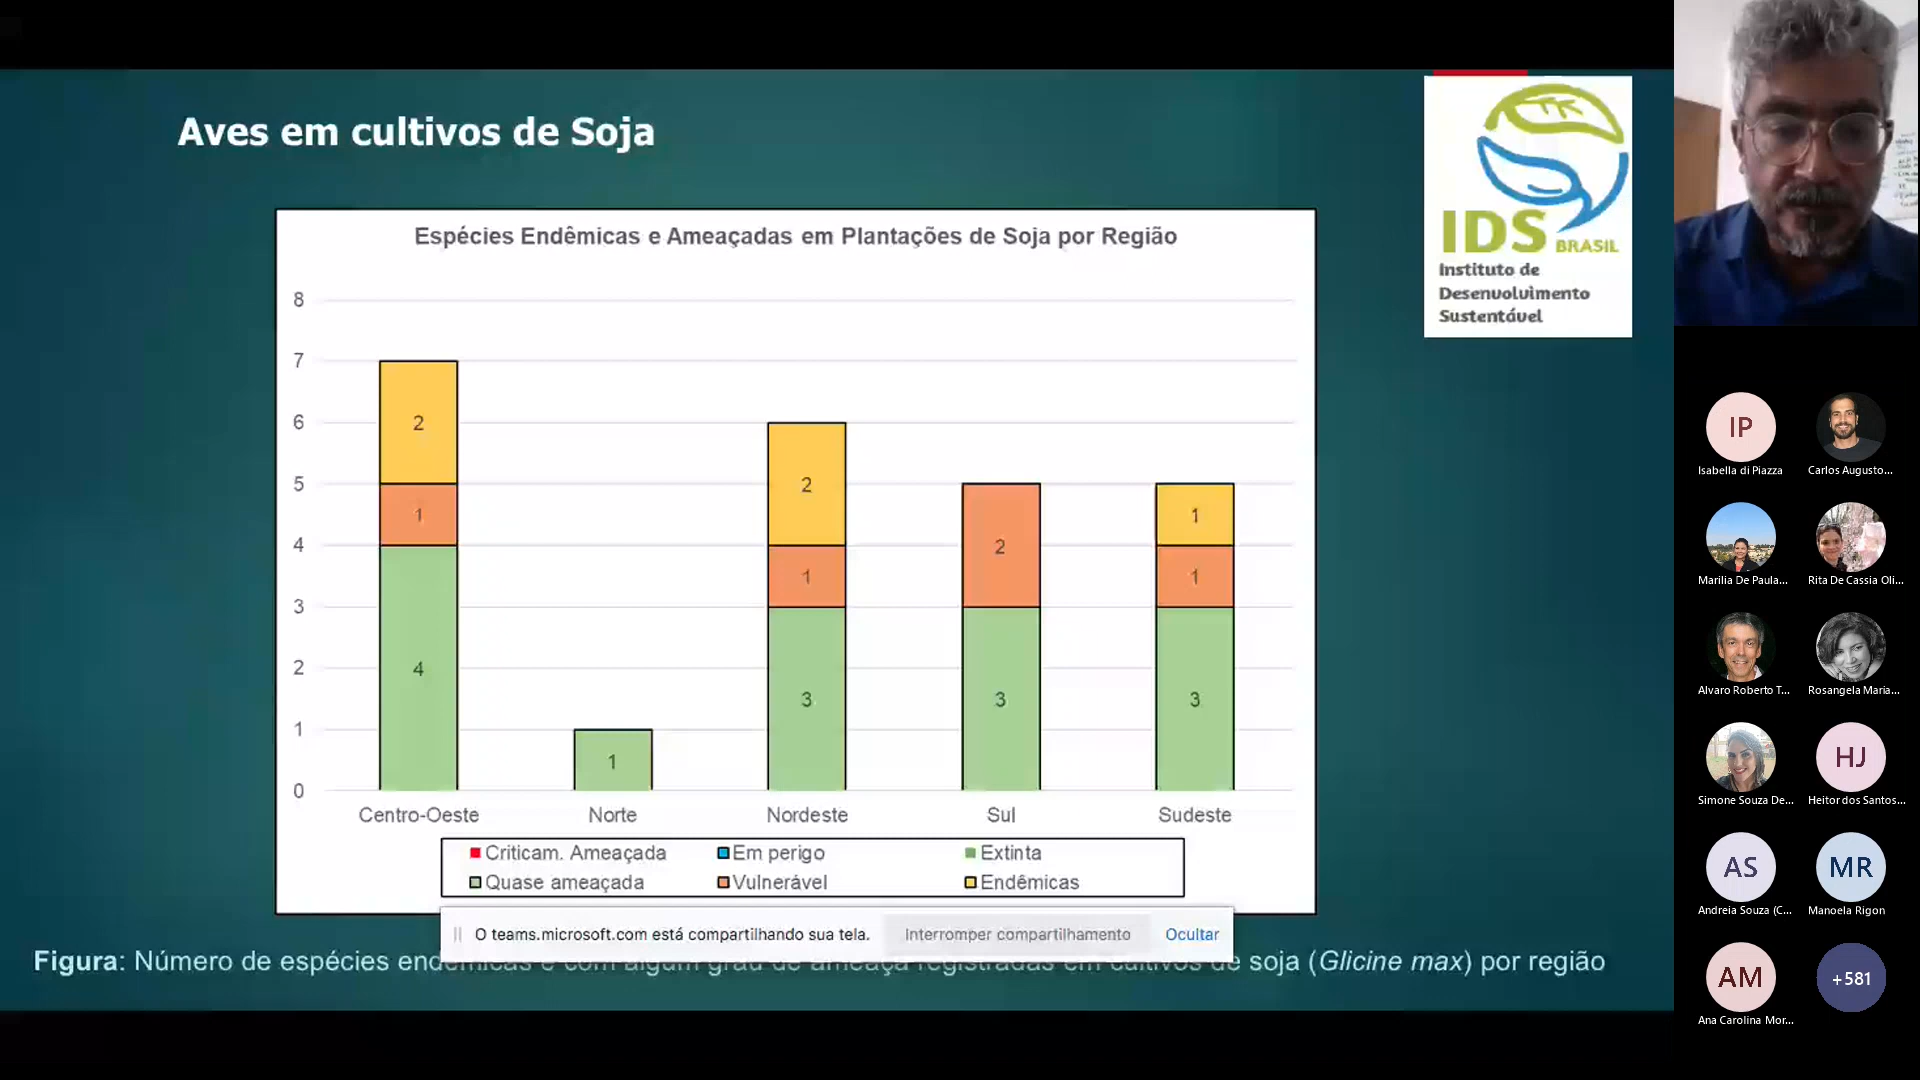 Aves em cultivos de Soja
TK
IDS
BRASIL
Instituto de
Desenvolvimento
Sustentável
Espécies Endêmicas e Ameaçadas em Plantações de Soja por Região
8
7
6
5
4
3
2
1
0
2
1
4
1
2
1
3
2
3
1
1
3
Centro-Oeste Norte Nordeste Sul Sudeste
Criticam. Ameaçada Em perigo Extinta
Quase ameaçada Vulnerável Endêmicas
O teams.microsoft.com está compartilhando sua tela. Interromper compartilhamento Ocultar
Figura: Número de espécies endêmicas e com algum grau de ameaça registradas em cultivos de soja (Glicine max) por região
IP
Isabella di Piazza
Carlos Augusto...
Marilia De Paula...
Rita De Cassia Oli...
Alvaro Roberto T...
Rosangela Maria...
Simone Souza De...
HJ
Heitor dos Santos...
AS
Andreia Souza (C...
MR
Manoela Rigon
AM
Ana Carolina Mor...
+581